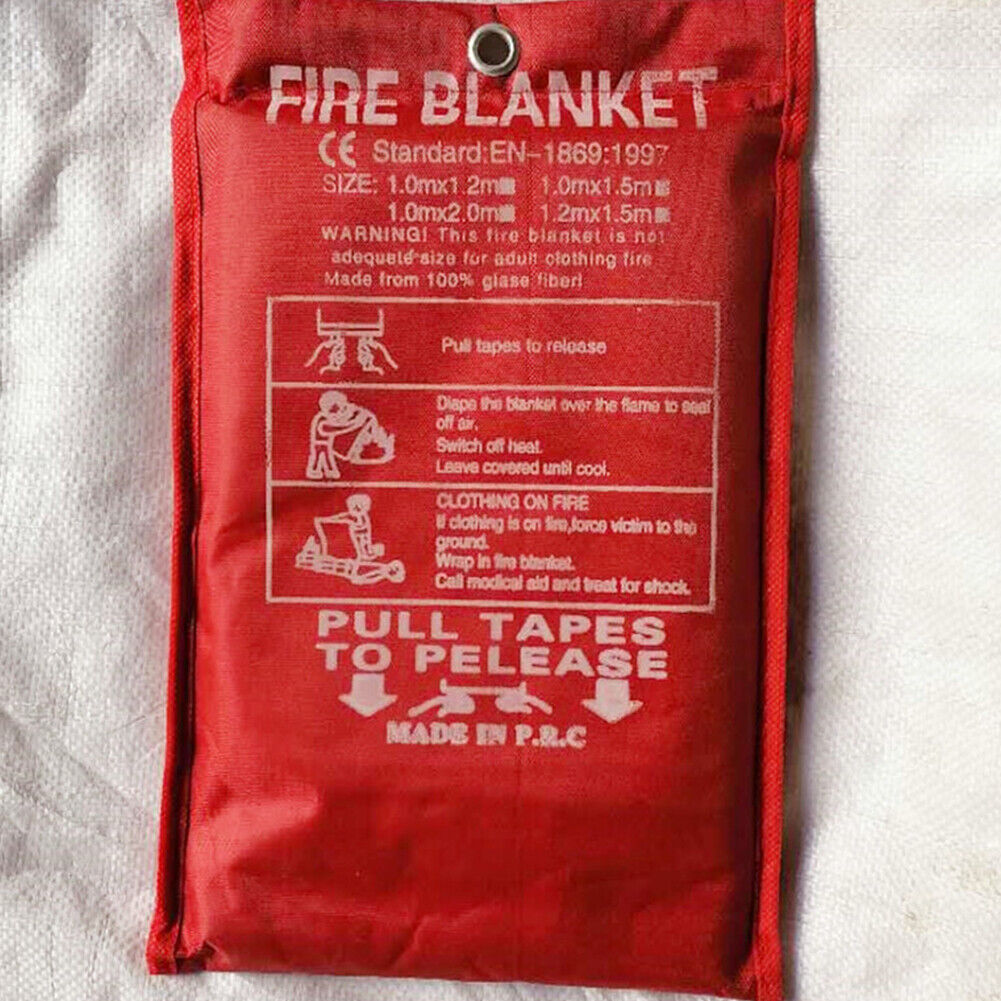 FIRE BLANKET
CE Standard:EN-1869:1997
SIZE: 1.0mx1.2m■ 1.0mx1.5m■
1.0mx2.0m■ 1.2mx1.5m■
WARNING! This fire blanket is not
adequate size for adult clothing fire
Made from 100% glase fiber!
Pull tapes to release
Diape the blanket over the flame to seal
off air.
Switch off heat.
Leave covered until cool.
CLOTHING ON FIRE
If clothing is on fire,force victim to the
ground.
Wrap in fire blanket.
Call medical aid and treat for shock.
PULL TAPES
TO PELEASE
MADE IN P.R.C